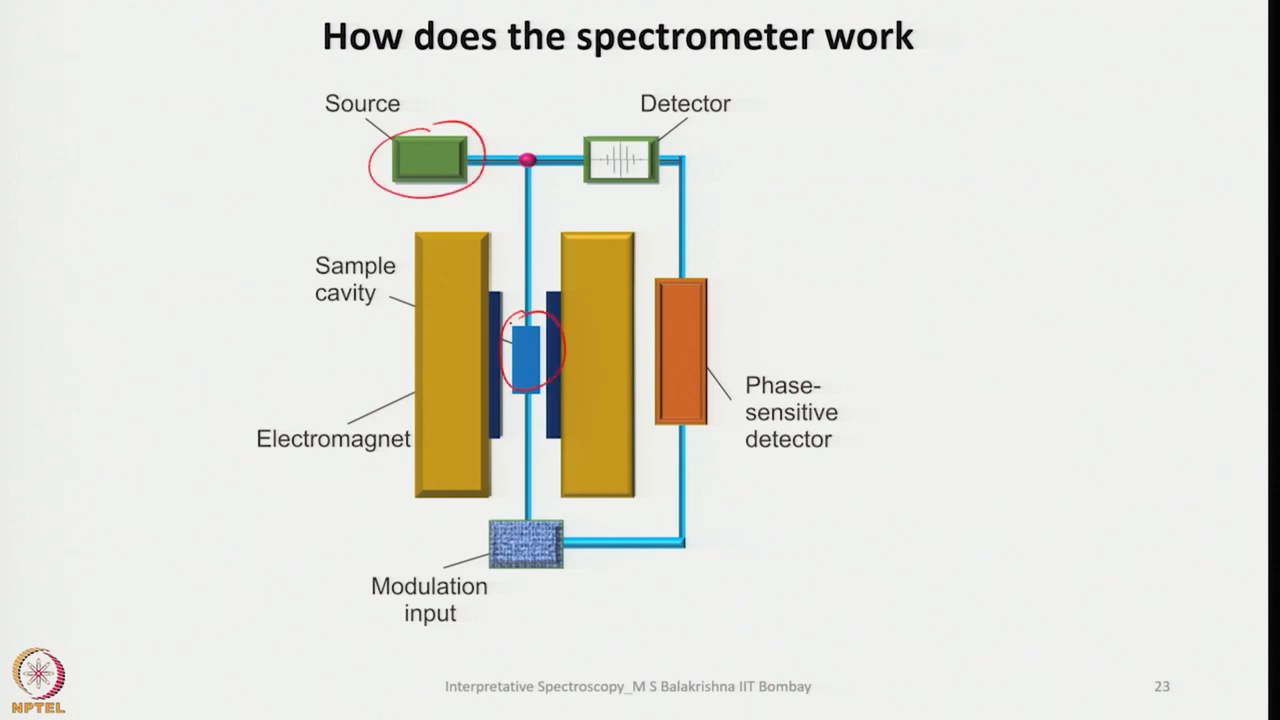 How does the spectrometer work
Source
Detector
Sample
cavity
Electromagnet
Phase-
sensitive
detector
Modulation
input
NPTEL
Interpretative Spectroscopy_M S Balakrishna IIT Bombay
23